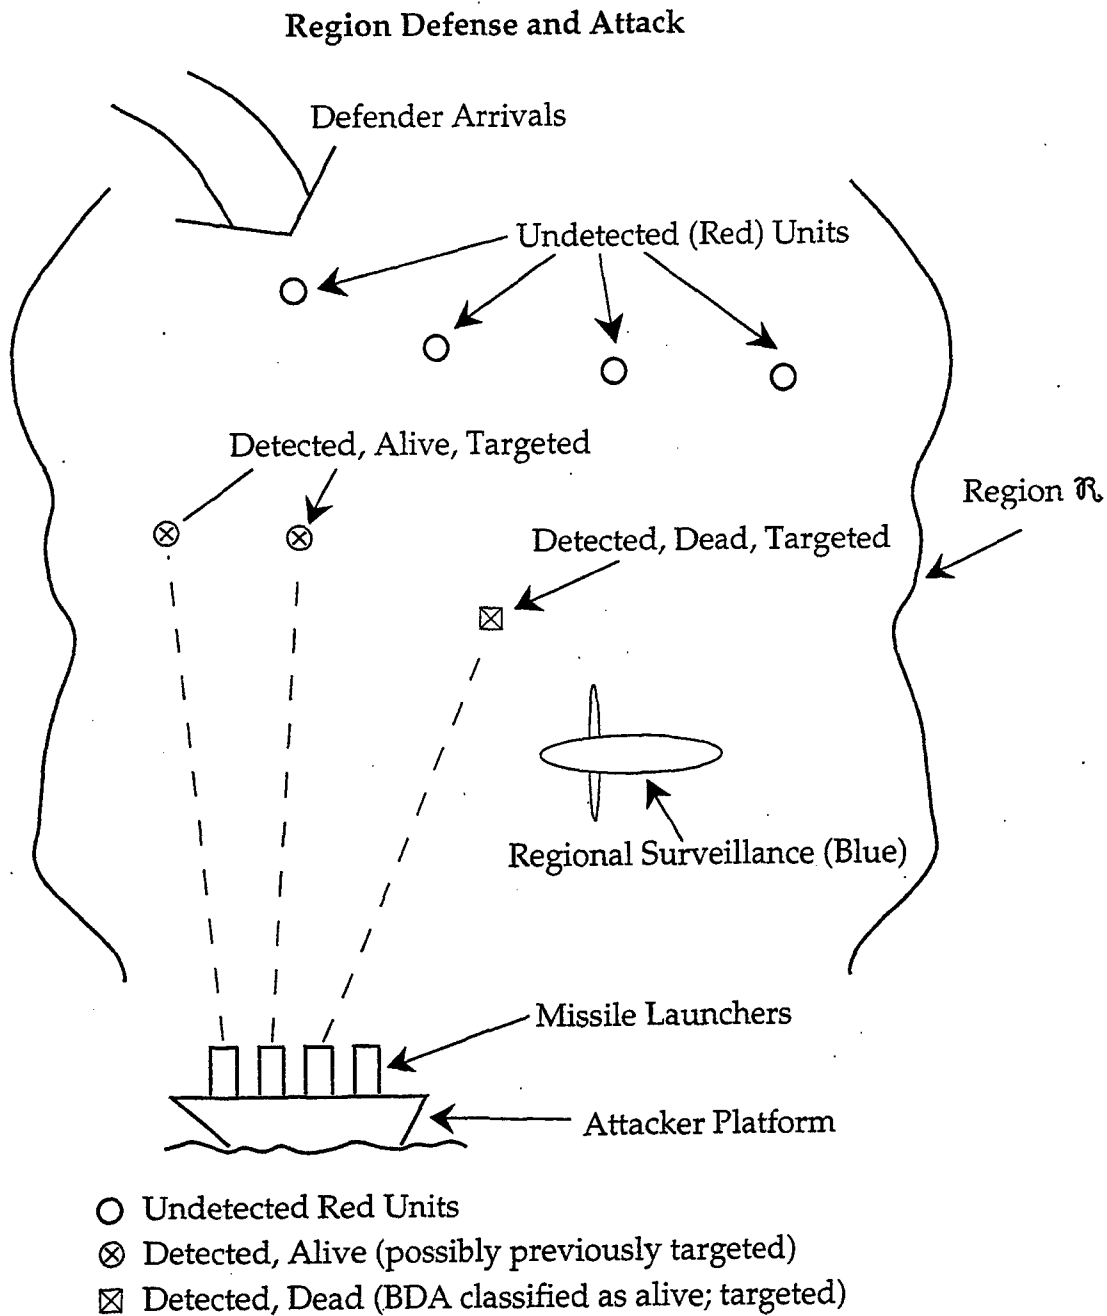 Region Defense and Attack
Defender Arrivals
Undetected (Red) Units
Detected, Alive, Targeted
Region ℜ
Detected, Dead, Targeted
Regional Surveillance (Blue)
Missile Launchers
Attacker Platform
Undetected Red Units
Detected, Alive (possibly previously targeted)
Detected, Dead (BDA classified as alive; targeted)